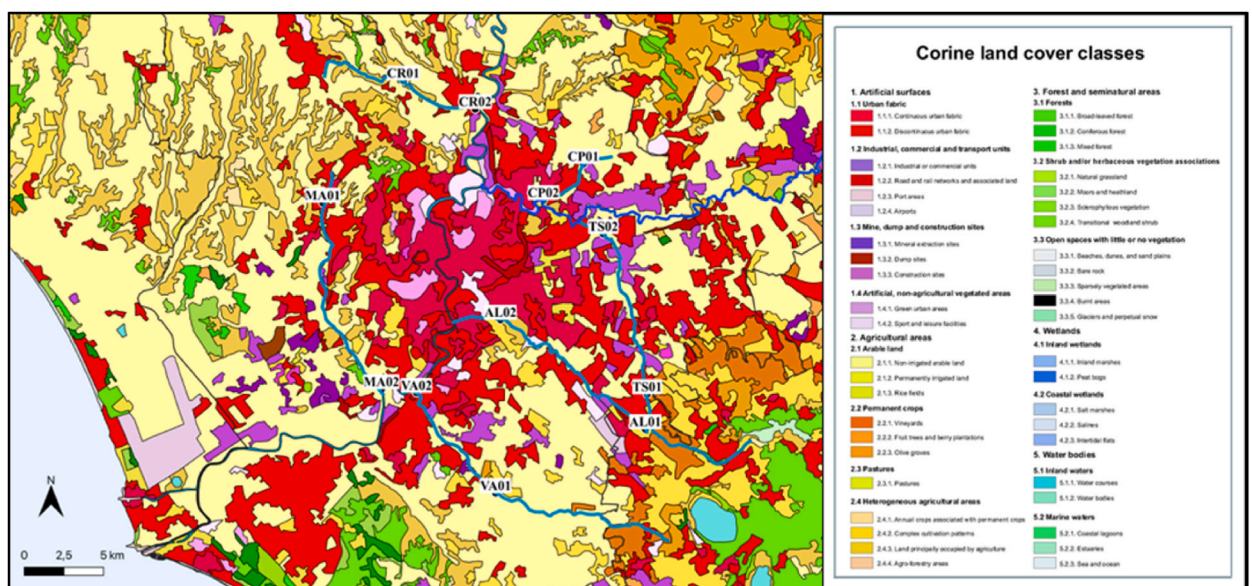 CR01
CR02
CP01
MA01
CP02
TS02
AL02
MA02
VA02
TS01
AL01
VA01
N
0 2,5 5 km
Corine land cover classes
1. Artificial surfaces
1.1 Urban fabric
1.1.1. Continuous urban fabric
1.1.2. Discontinuous urban fabric
1.2 Industrial, commercial and transport units
1.2.1. Industrial or commercial units
1.2.2. Road and rail networks and associated land
1.2.3. Port areas
1.2.4. Airports
1.3 Mine, dump and construction sites
1.3.1. Mineral extraction sites
1.3.2. Dump sites
1.3.3. Construction sites
1.4 Artificial, non-agricultural vegetated areas
1.4.1. Green urban areas
1.4.2. Sport and leisure facilities
2. Agricultural areas
2.1 Arable land
2.1.1. Non-irrigated arable land
2.1.2. Permanently irrigated land
2.1.3. Rice fields
2.2 Permanent crops
2.2.1. Vineyards
2.2.2. Fruit trees and berry plantations
2.2.3. Olive groves
2.3 Pastures
2.3.1. Pastures
2.4 Heterogeneous agricultural areas
2.4.1. Annual crops associated with permanent crops
2.4.2. Complex cultivation patterns
2.4.3. Land principally occupied by agriculture
2.4.4. Agro-forestry areas
3. Forest and seminatural areas
3.1 Forests
3.1.1. Broad-leaved forest
3.1.2. Coniferous forest
3.1.3. Mixed forest
3.2 Shrub and/or herbaceous vegetation associations
3.2.1. Natural grassland
3.2.2. Moors and heathland
3.2.3. Sclerophyllous vegetation
3.2.4. Transitional woodland shrub
3.3 Open spaces with little or no vegetation
3.3.1. Beaches, dunes, and sand plains
3.3.2. Bare rock
3.3.3. Sparsely vegetated areas
3.3.4. Burnt areas
3.3.5. Glaciers and perpetual snow
4. Wetlands
4.1 Inland wetlands
4.1.1. Inland marshes
4.1.2. Peat bogs
4.2 Coastal wetlands
4.2.1. Salt marshes
4.2.2. Salines
4.2.3. Intertidal flats
5. Water bodies
5.1 Inland waters
5.1.1. Water courses
5.1.2. Water bodies
5.2 Marine waters
5.2.1. Coastal lagoons
5.2.2. Estuaries
5.2.3. Sea and ocean